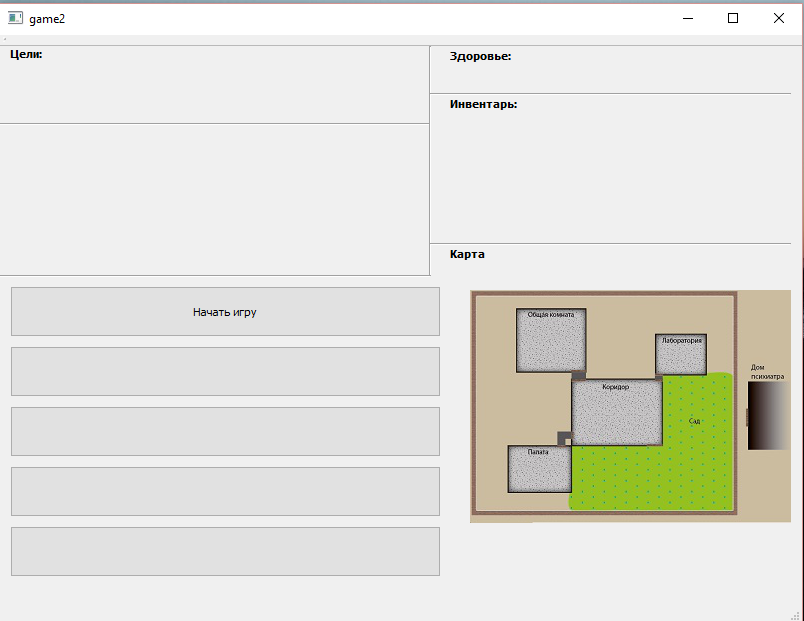 game2
Цели:
Здоровье:
Инвентарь:
Карта
Начать игру
Общая комната
Лаборатория
Дом
психиатра
Коридор
Сад
Палата